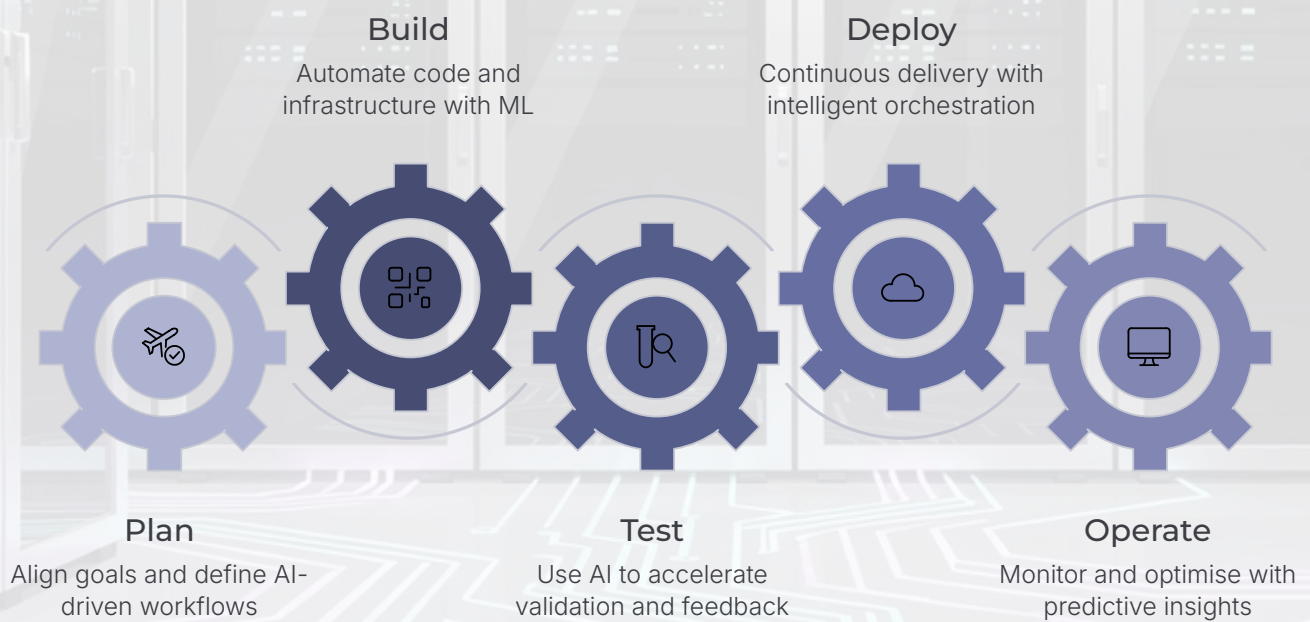 Build
Automate code and
infrastructure with ML
Deploy
Continuous delivery with
intelligent orchestration
Plan
Align goals and define AI-
driven workflows
Test
Use AI to accelerate
validation and feedback
Operate
Monitor and optimise with
predictive insights